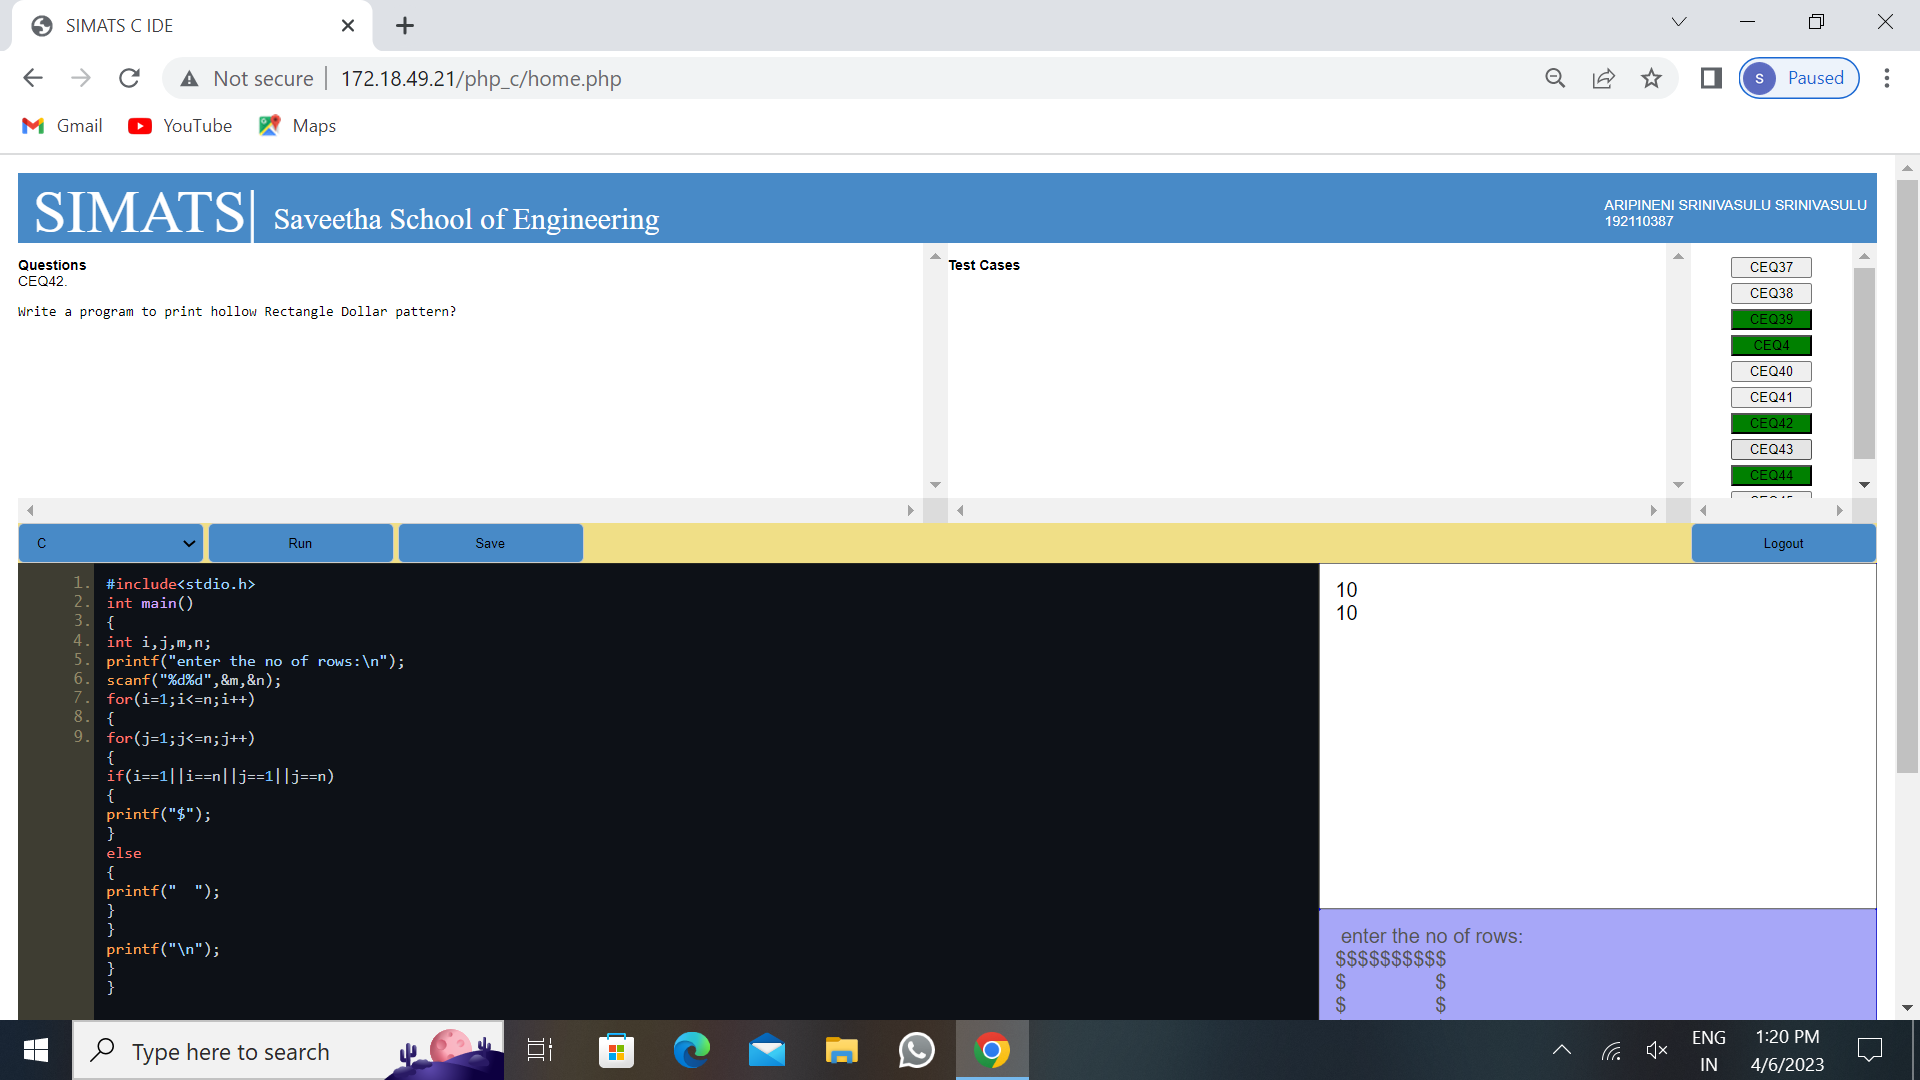 SIMATS C IDE
Not secure
172.18.49.21/php_c/home.php
S
Paused
Gmail
YouTube
Maps
SIMATS|
Saveetha School of Engineering
ARIPINENI SRINIVASULU SRINIVASULU
192110387
Questions
CEQ42.
Write a program to print hollow Rectangle Dollar pattern?
Test Cases
CEQ37
CEQ38
CEQ39
CEQ4
CEQ40
CEQ41
CEQ42
CEQ43
CEQ44
C
Run
Save
Logout
1. #include<stdio.h>
2. int main()
3. {
4. int i,j,m,n;
5. printf("enter the no of rows:\n");
6. scanf("%d%d",&m,&n);
7. for(i=1;i<=n;i++)
8. {
9. for(j=1;j<=n;j++)
{
if(i==1||i==n||j==1||j==n)
{
printf("$");
}
else
{
printf("  ");
}
}
printf("\n");
}
}
10
10
enter the no of rows:
$$$$$$$$$$
$                $
$                $
Type here to search
ENG
IN
1:20 PM
4/6/2023